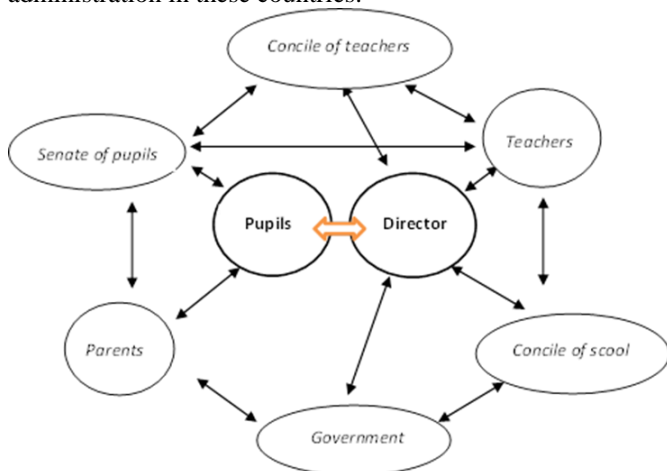 administration in these countries.
Concile of teachers
Senate of pupils
Teachers
Pupils
Director
Parents
Concile of scool
Government